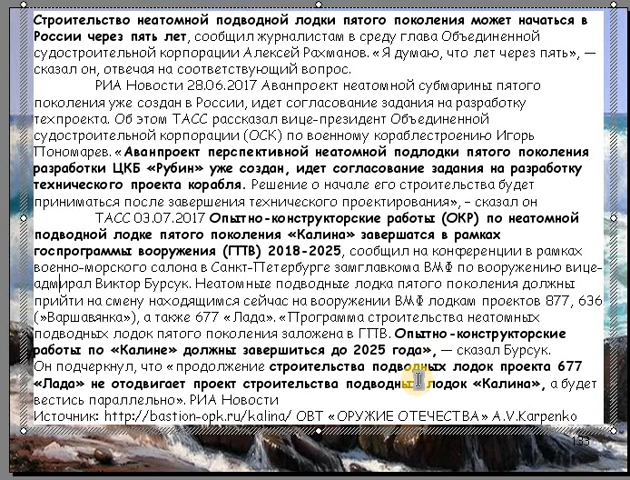 Строительство неатомной подводной лодки пятого поколения может начаться в
России через пять лет, сообщил журналистам в среду глава Объединенной
судостроительной корпорации Алексей Рахманов. «Я думаю, что лет через пять», —
сказал он, отвечая на соответствующий вопрос.
РИА Новости 28.06.2017 Аванпроект неатомной субмарины пятого
поколения уже создан в России, идет согласование задания на разработку
техпроекта. Об этом ТАСС рассказал вице-президент Объединенной
судостроительной корпорации (ОСК) по военному кораблестроению Игорь
Пономарев. «Аванпроект перспективной неатомной подлодки пятого поколения
разработки ЦКБ «Рубин» уже создан, идет согласование задания на разработку
технического проекта корабля. Решение о начале его строительства будет
приниматься после завершения технического проектирования», – сказал он
ТАСС 03.07.2017 Опытно-конструкторские работы (ОКР) по неатомной
подводной лодке пятого поколения «Калина» завершатся в рамках
госпрограммы вооружения (ГПВ) 2018-2025, сообщил на конференции в рамках
военно-морского салона в Санкт-Петербурге замглавкома ВМФ по вооружению вице-
адмирал Виктор Бурсук. Неатомные подводные лодка пятого поколения должны
прийти на смену находящимся сейчас на вооружении ВМФ лодкам проектов 877, 636
(»Варшавянка»), а также 677 «Лада». «Программа строительства неатомных
подводных лодок пятого поколения заложена в ГПВ. Опытно-конструкторские
работы по «Калине» должны завершиться до 2025 года», — сказал Бурсук.
Он подчеркнул, что «продолжение строительства подводных лодок проекта 677
«Лада» не отодвигает проект строительства подводных лодок «Калина», а будет
вестись параллельно». РИА Новости
Источник: http://bastion-opk.ru/kalina/ ОВТ «ОРУЖИЕ ОТЕЧЕСТВА» A.V.Karpenko
133